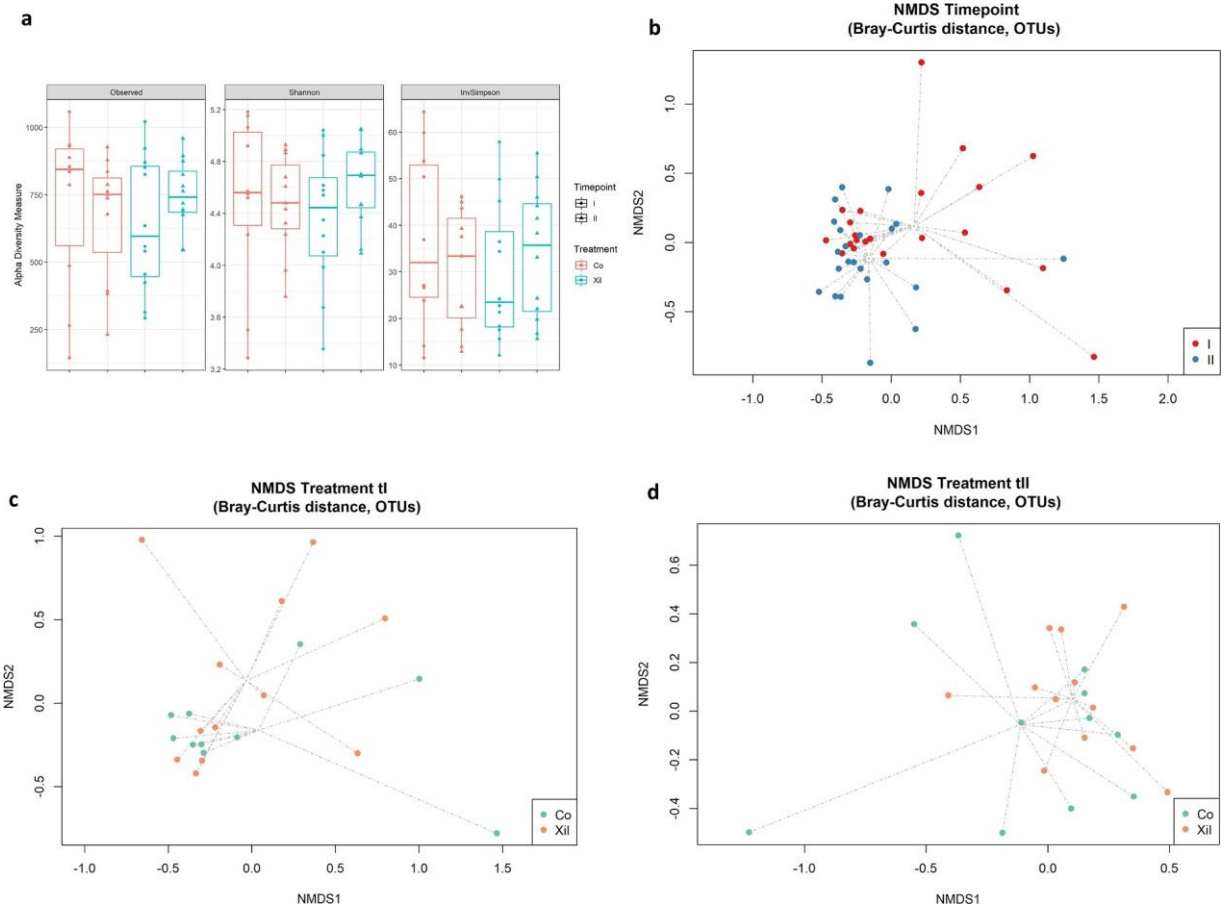 a
Observed
Shannon
InvSimpson
Alpha Diversity Measure
1000
750
500
250
5.2
4.8
4.4
4.0
3.6
3.2
60
50
40
30
20
10
Timepoint
I
II
Treatment
Co
Xil
b
NMDS Timepoint
(Bray-Curtis distance, OTUs)
NMDS2
1.0
0.5
0.0
-0.5
-1.0
-0.5
0.0
0.5
1.0
1.5
2.0
NMDS1
I
II
c
NMDS Treatment tI
(Bray-Curtis distance, OTUs)
NMDS2
1.0
0.5
0.0
-0.5
-1.0
-0.5
0.0
0.5
1.0
1.5
NMDS1
Co
Xil
d
NMDS Treatment tII
(Bray-Curtis distance, OTUs)
NMDS2
0.6
0.4
0.2
0.0
-0.2
-0.4
-1.0
-0.5
0.0
0.5
NMDS1
Co
Xil